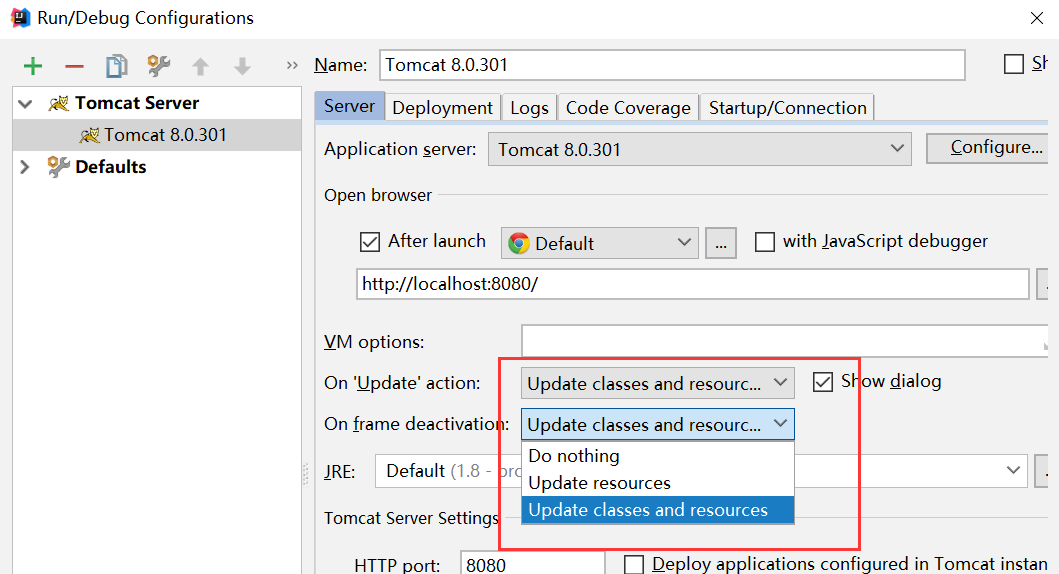 Run/Debug Configurations
Name: Tomcat 8.0.301
Tomcat Server
Tomcat 8.0.301
Defaults
Server Deployment Logs Code Coverage Startup/Connection
Application server: Tomcat 8.0.301 Configure...
Open browser
After launch Default ... with JavaScript debugger
http://localhost:8080/
VM options:
On 'Update' action: Update classes and resourc... Show dialog
On frame deactivation: Update classes and resourc...
Do nothing
Update resources
Update classes and resources
JRE: Default (1.8 -
Tomcat Server Settings
HTTP port: 8080 Deploy applications configured in Tomcat instan